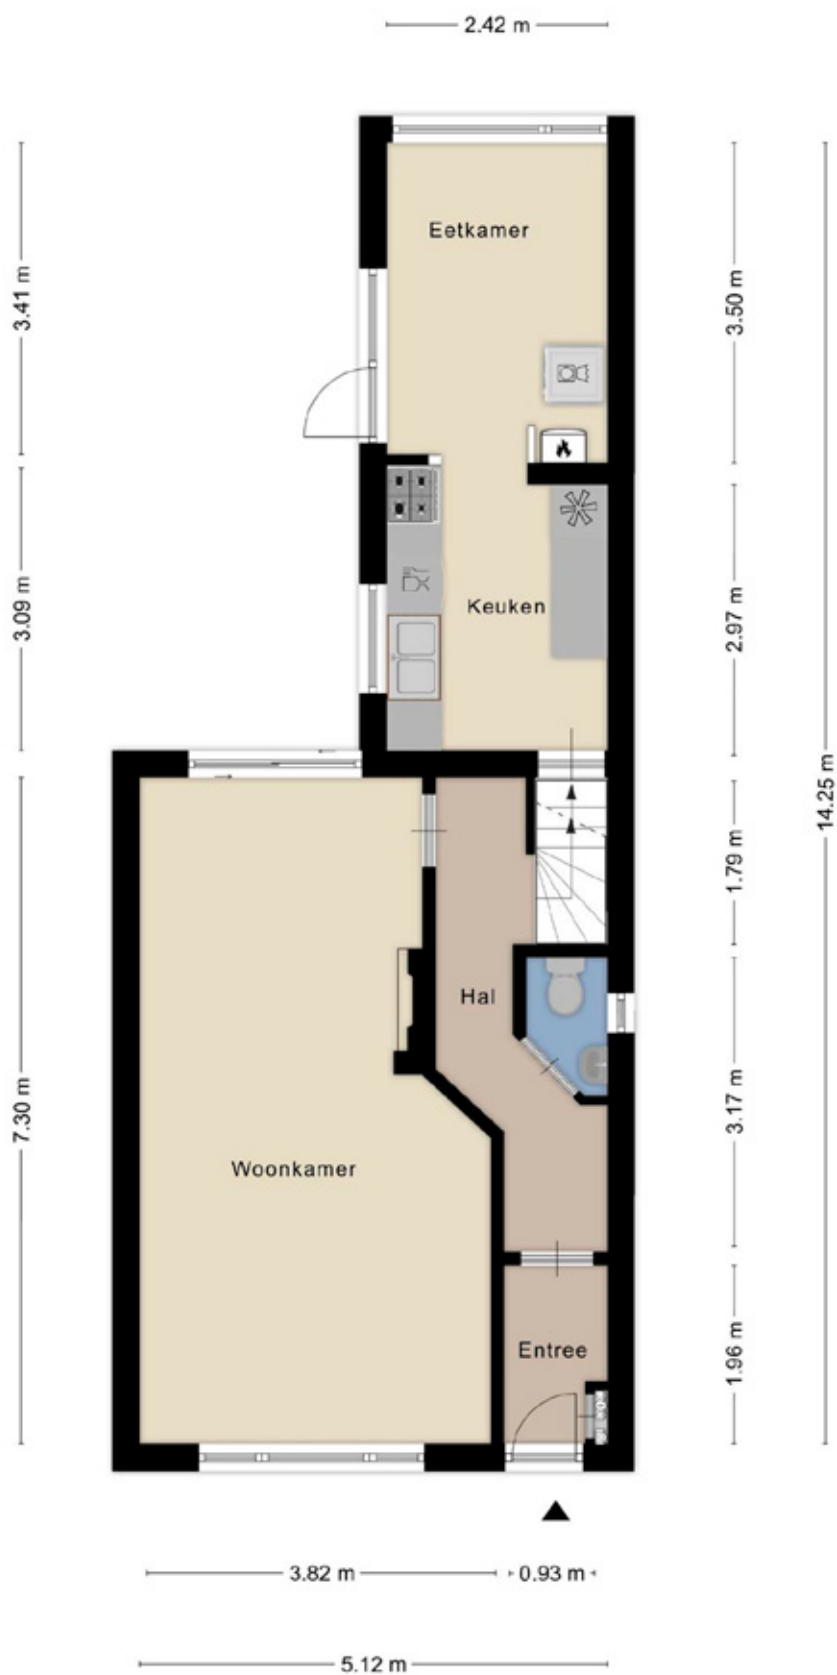 2.42 m
Eetkamer
3.41 m
3.50 m
3.09 m
Keuken
2.97 m
14.25 m
1.79 m
Hal
7.30 m
3.17 m
Woonkamer
Entree
1.96 m
3.82 m
0.93 m
5.12 m